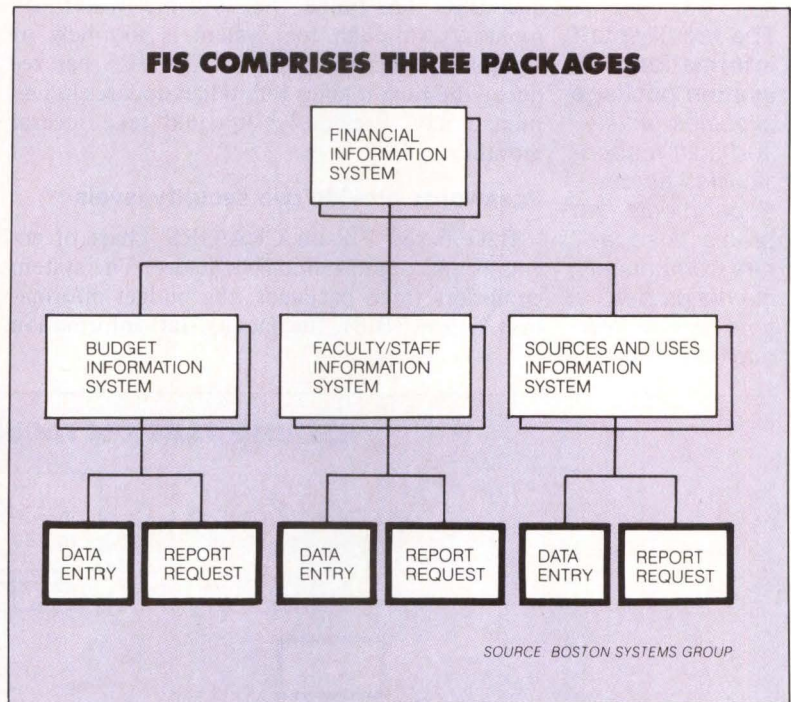 FIS COMPRISES THREE PACKAGES
FINANCIAL
INFORMATION
SYSTEM
BUDGET
INFORMATION
SYSTEM
FACULTY/STAFF
INFORMATION
SYSTEM
SOURCES AND USES
INFORMATION
SYSTEM
DATA
ENTRY
REPORT
REQUEST
DATA
ENTRY
REPORT
REQUEST
DATA
ENTRY
REPORT
REQUEST
SOURCE: BOSTON SYSTEMS GROUP